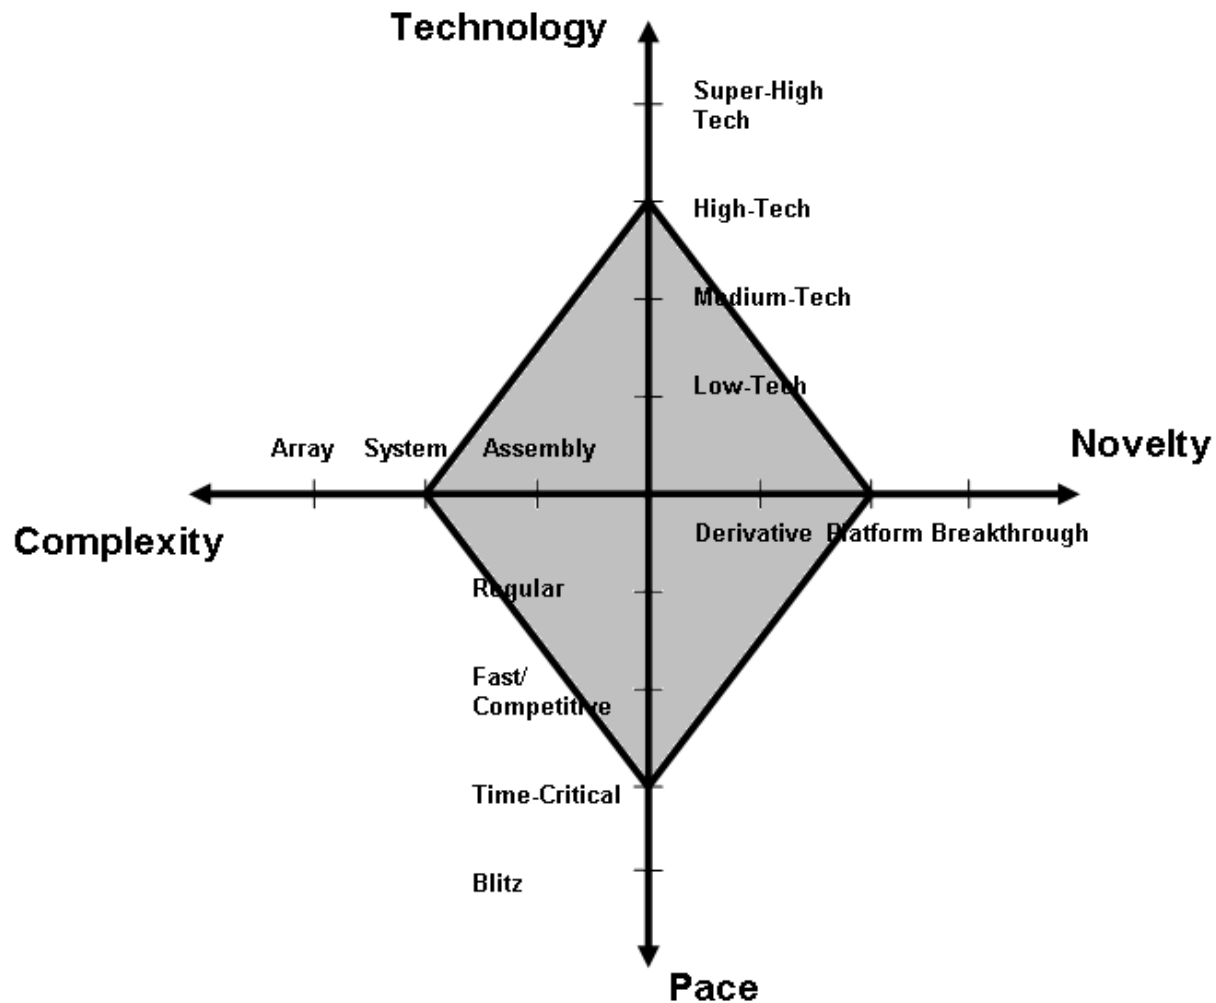 Technology
Super-High
Tech
High-Tech
Medium-Tech
Low-Tech
Novelty
Array System Assembly
Complexity
Derivative Platform Breakthrough
Regular
Fast/
Competitive
Time-Critical
Blitz
Pace